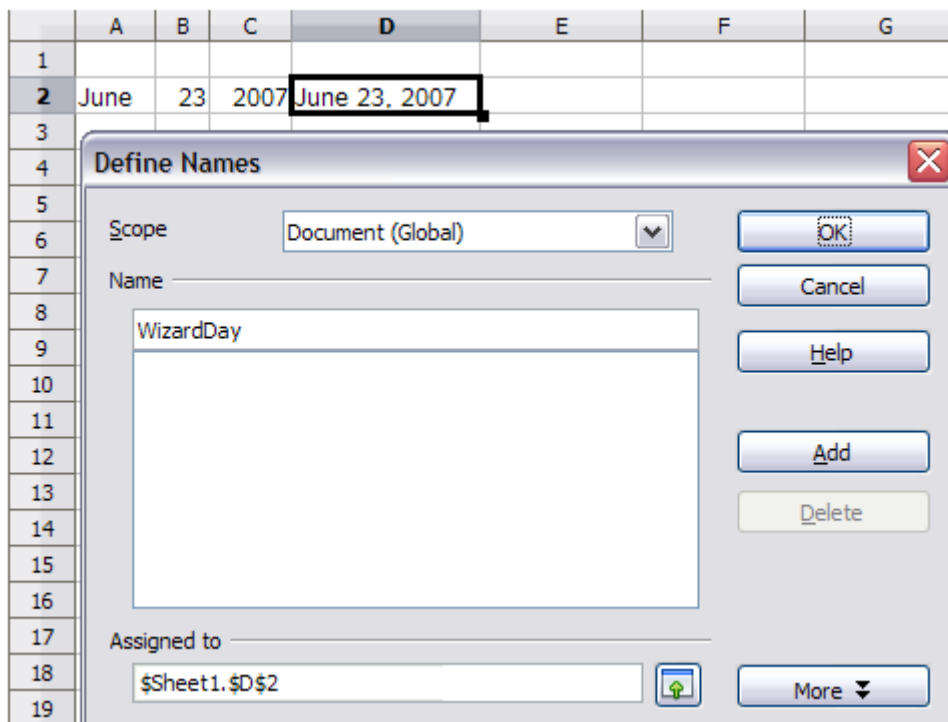 A B C D E F G
1
2 June 23 2007 June 23, 2007
3
4
5
6
7
8
9
10
11
12
13
14
15
16
17
18
19
Define Names
Scope Document (Global) OK
Name Cancel
WizardDay
Help
Add
Delete
Assigned to
$Sheet1.$D$2 More